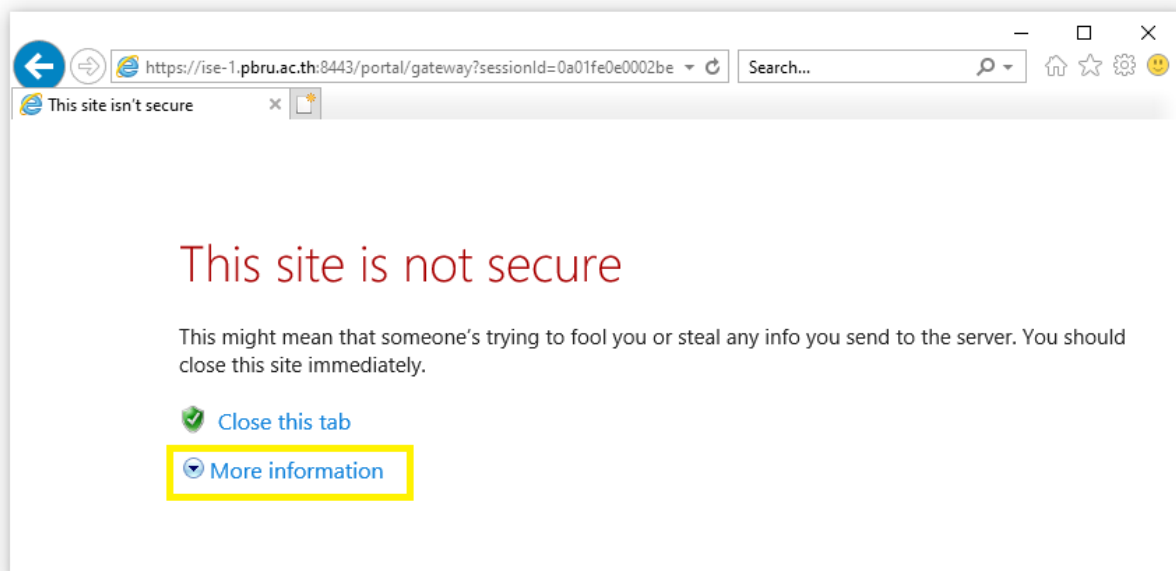 https://ise-1.pbru.ac.th:8443/portal/gateway?sessionId=0a01fe0e0002be
Search...
This site isn't secure
This site is not secure
This might mean that someone's trying to fool you or steal any info you send to the server. You should
close this site immediately.
Close this tab
More information